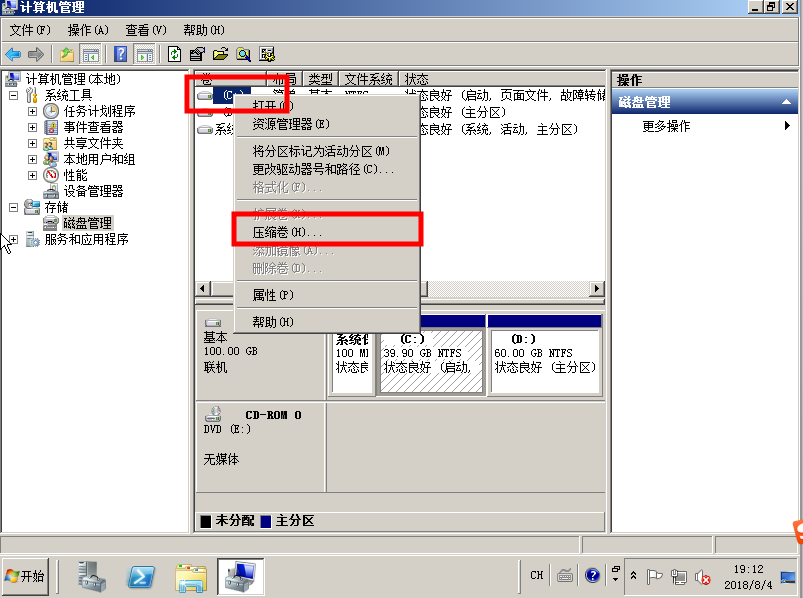 计算机管理
文件(F) 操作(A) 查看(V) 帮助(H)
卷 布局 类型 文件系统 状态
操作
计算机管理(本地)
系统工具
任务计划程序
事件查看器
共享文件夹
本地用户和组
性能
设备管理器
存储
磁盘管理
服务和应用程序
(C:) 简单 基本 NTFS 状态良好 (启动, 页面文件, 故障转储
状态良好 (主分区)
系统 状态良好 (系统, 活动, 主分区)
打开(O)
资源管理器(E)
将分区标记为活动分区(M)
更改驱动器号和路径(C)...
格式化(F)...
扩展卷(X)...
压缩卷(H)...
添加镜像(A)...
删除卷(D)...
属性(P)
帮助(H)
磁盘管理
更多操作
基本
100.00 GB
联机
系统保
100 MB
状态良
(C:)
39.90 GB NTFS
状态良好 (启动,
(D:)
60.00 GB NTFS
状态良好 (主分区)
CD-ROM 0
DVD (E:)
无媒体
未分配 主分区
开始
CH
19:12
2018/8/4